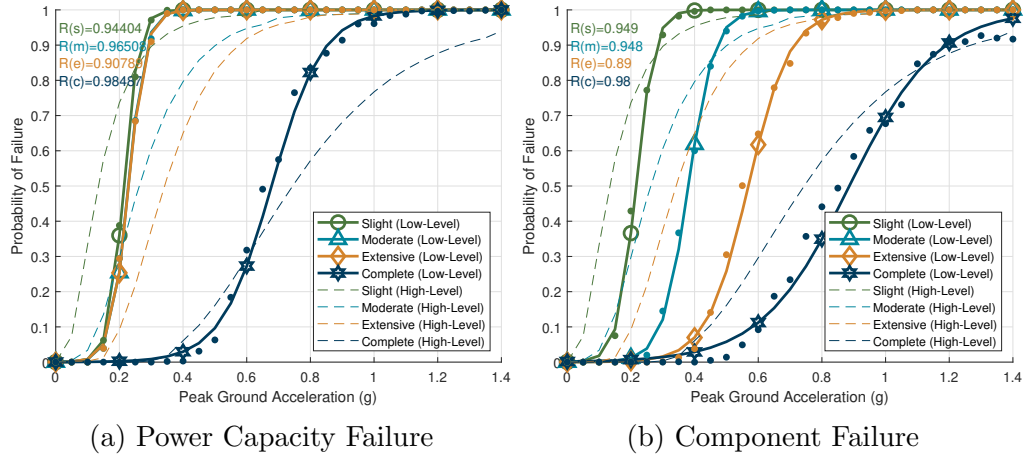 R(s)=0.94404
R(m)=0.96508
R(e)=0.90789
R(c)=0.98487
1
0.9
0.8
0.7
0.6
0.5
0.4
0.3
0.2
0.1
0
Probability of Failure
0 0.2 0.4 0.6 0.8 1 1.2 1.4
Peak Ground Acceleration (g)
Slight (Low-Level)
Moderate (Low-Level)
Extensive (Low-Level)
Complete (Low-Level)
Slight (High-Level)
Moderate (High-Level)
Extensive (High-Level)
Complete (High-Level)
(a) Power Capacity Failure
R(s)=0.949
R(m)=0.948
R(e)=0.89
R(c)=0.98
1
0.9
0.8
0.7
0.6
0.5
0.4
0.3
0.2
0.1
0
Probability of Failure
0 0.2 0.4 0.6 0.8 1 1.2 1.4
Peak Ground Acceleration (g)
Slight (Low-Level)
Moderate (Low-Level)
Extensive (Low-Level)
Complete (Low-Level)
Slight (High-Level)
Moderate (High-Level)
Extensive (High-Level)
Complete (High-Level)
(b) Component Failure